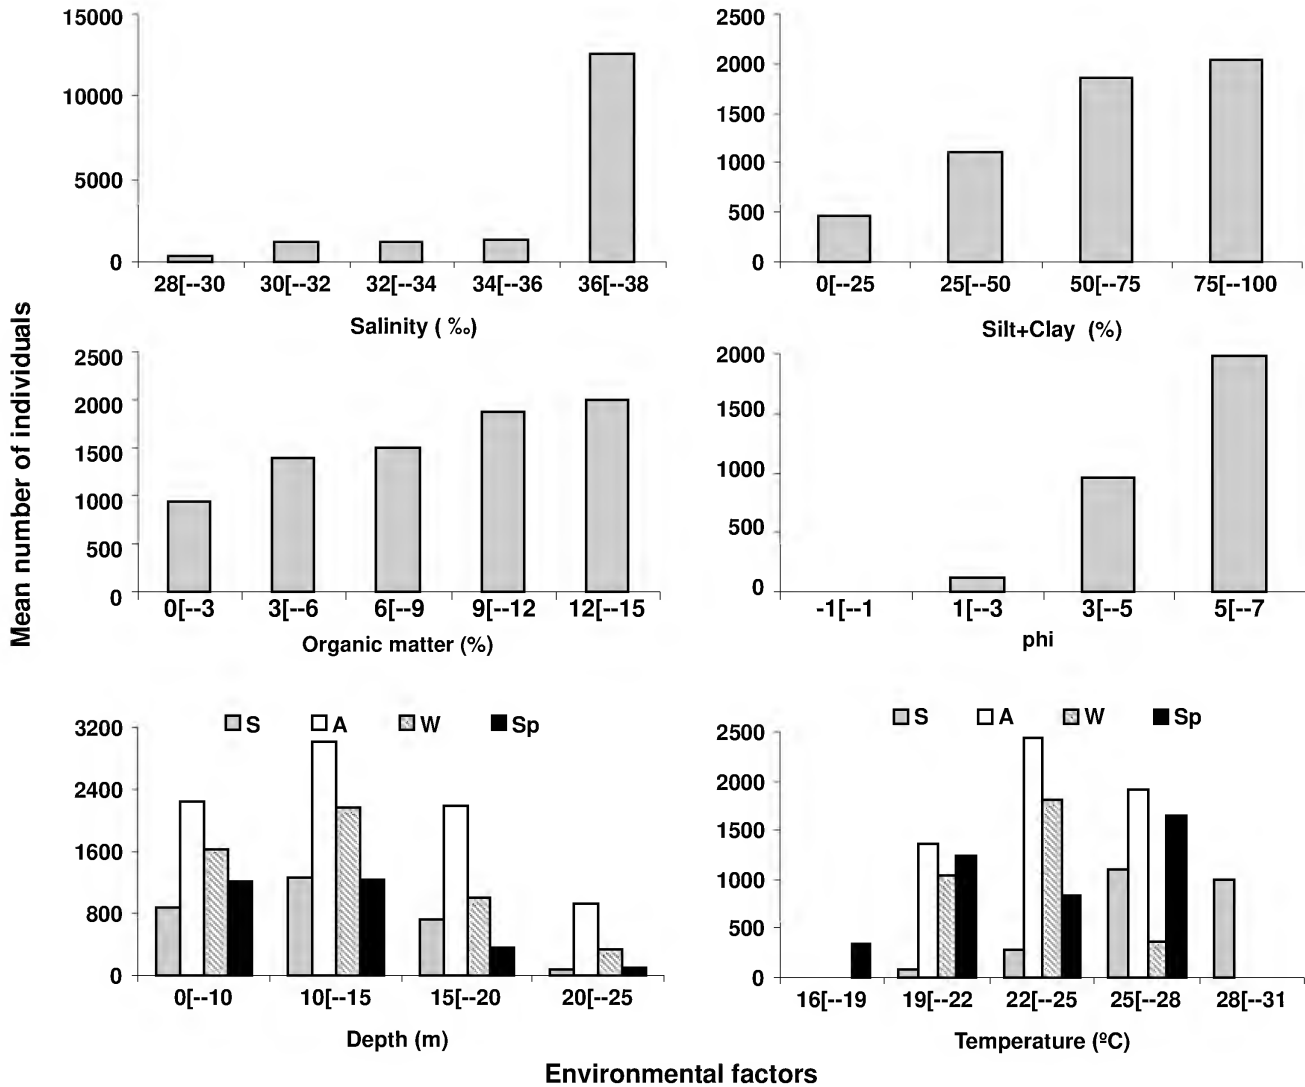 Mean number of individuals
15000
10000
5000
0
28[--30 30[--32 32[--34 34[--36 36[--38
Salinity ( ‰)
2500
2000
1500
1000
500
0
0[--25 25[--50 50[--75 75[--100
Silt+Clay (%)
2500
2000
1500
1000
500
0
0[--3 3[--6 6[--9 9[--12 12[--15
Organic matter (%)
2000
1500
1000
500
0
-1[--1 1[--3 3[--5 5[--7
phi
S A W Sp
3200
2400
1600
800
0
0[--10 10[--15 15[--20 20[--25
Depth (m)
S A W Sp
2500
2000
1500
1000
500
0
16[--19 19[--22 22[--25 25[--28 28[--31
Temperature (ºC)
Environmental factors